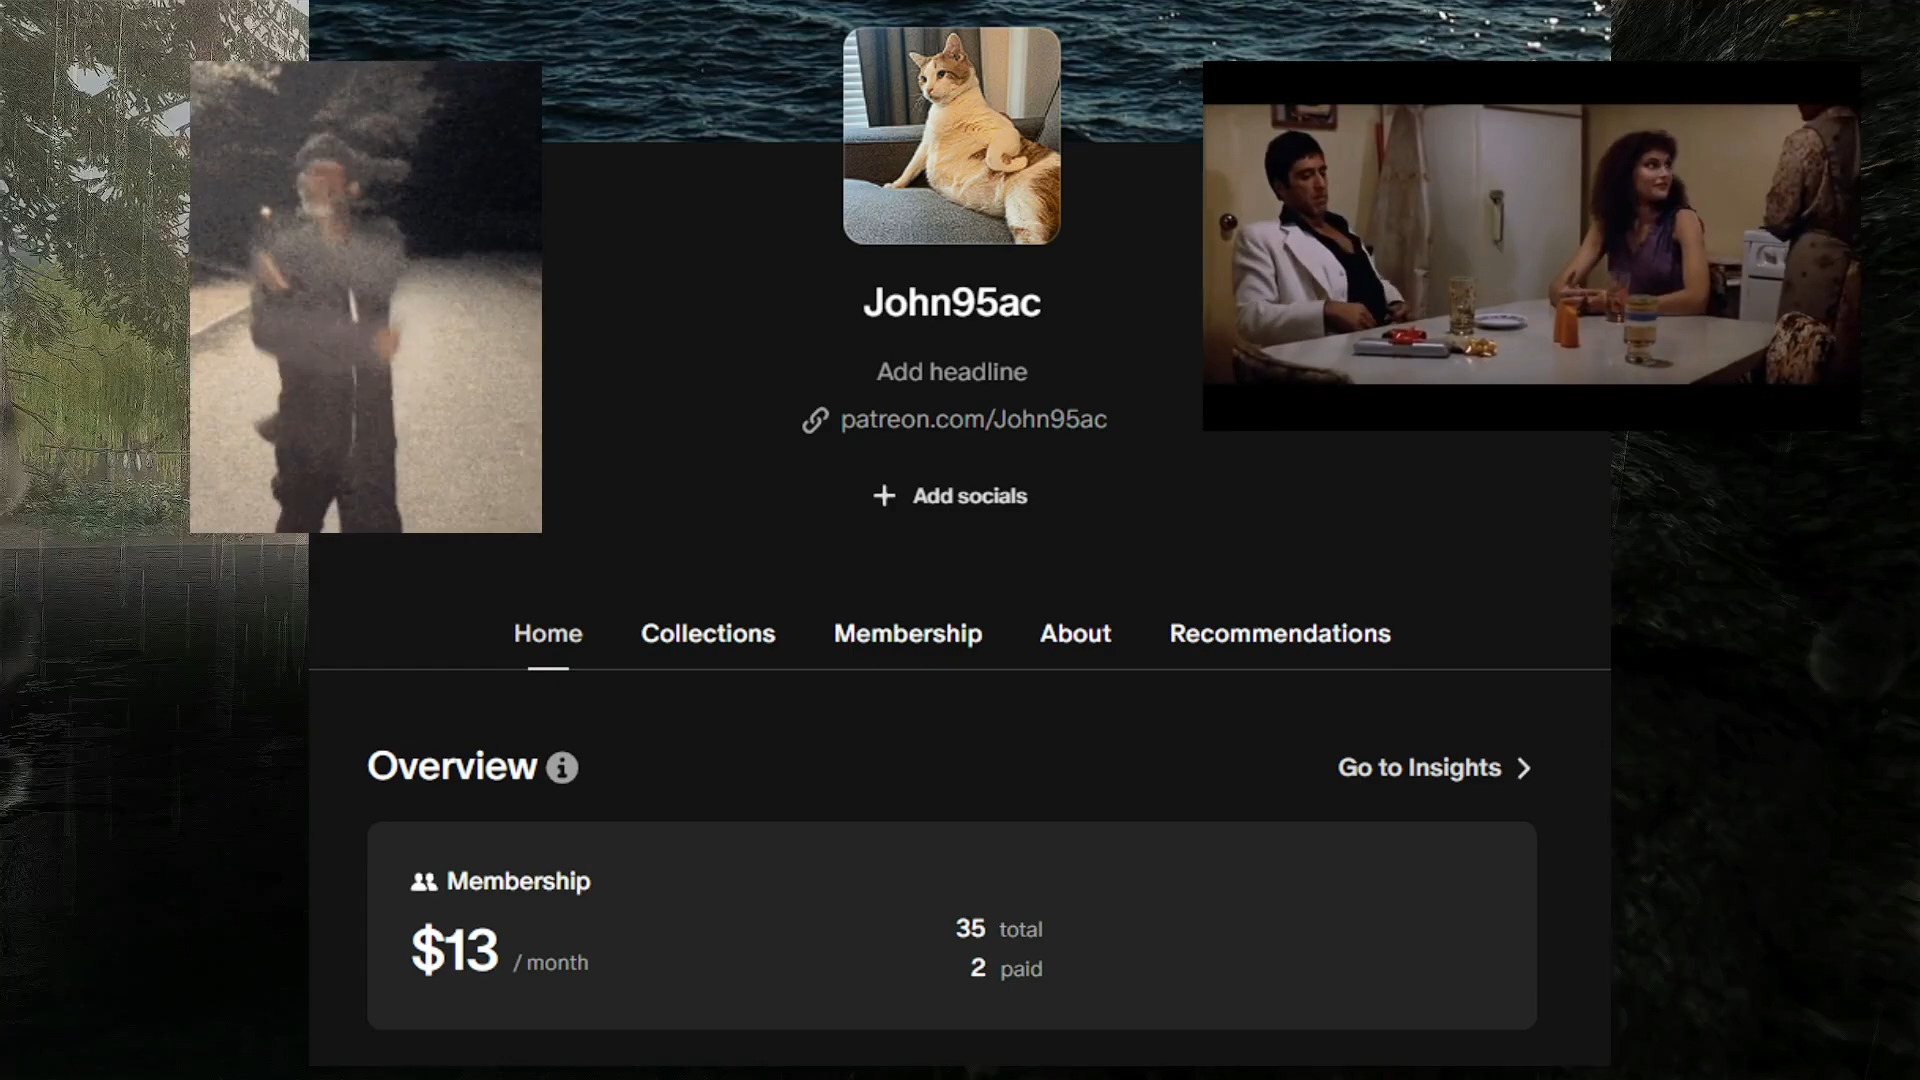 John95ac
Add headline
patreon.com/John95ac
Add socials
Home Collections Membership About Recommendations
Overview
Go to Insights
Membership
$13 / month
35 total
2 paid